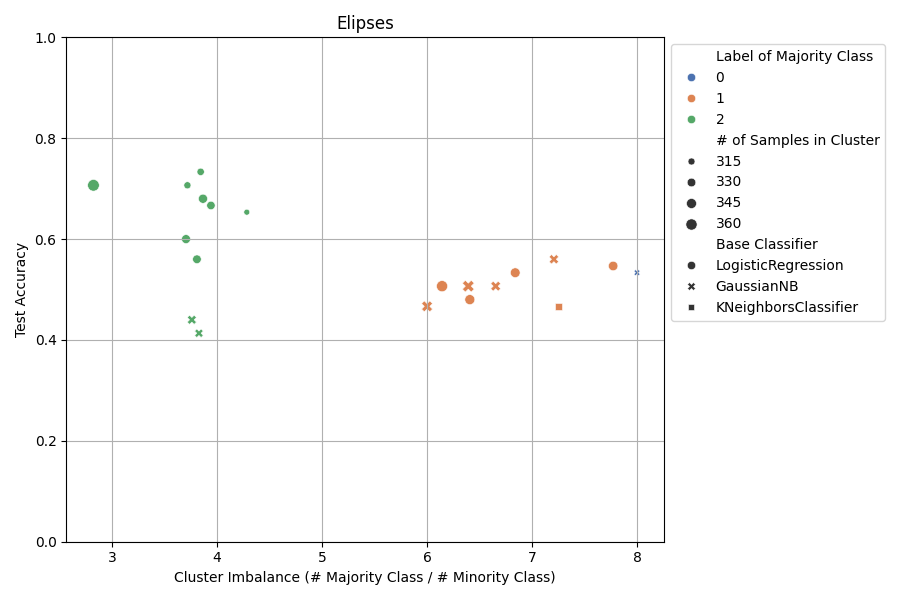 Elipses
1.0
0.8
0.6
0.4
0.2
0.0
Test Accuracy
3 4 5 6 7 8
Cluster Imbalance (# Majority Class / # Minority Class)
Label of Majority Class
0
1
2
# of Samples in Cluster
315
330
345
360
Base Classifier
LogisticRegression
GaussianNB
KNeighborsClassifier